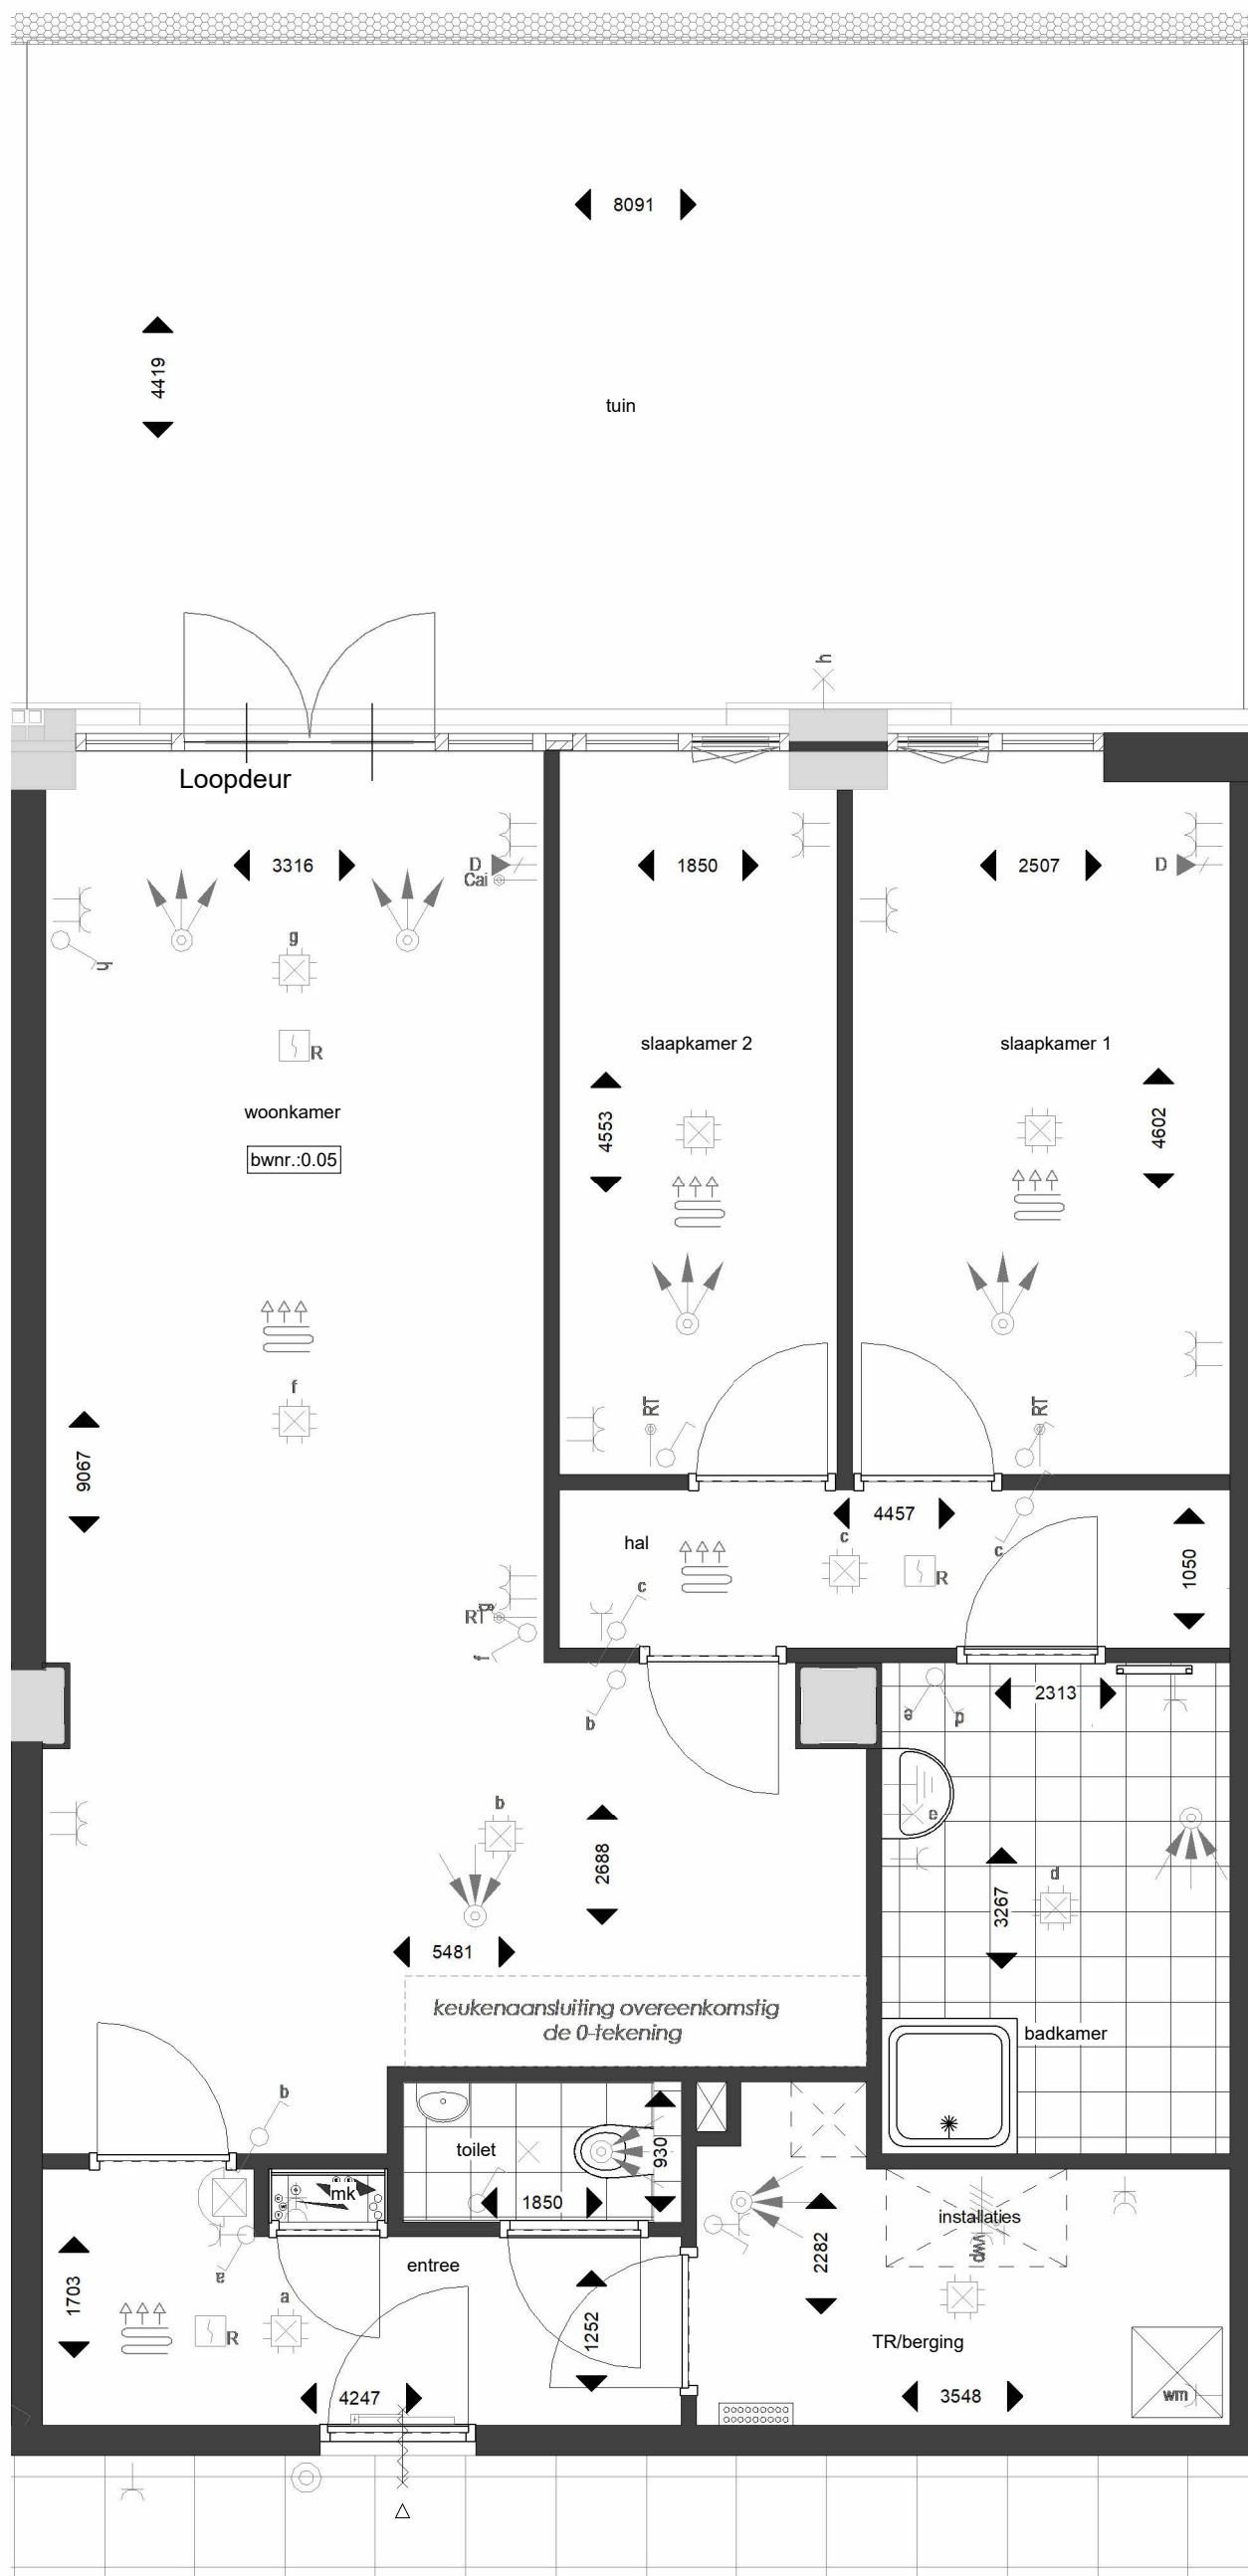 8091
4419
tuin
h
Loopdeur
3316
D
Cai
1850
2507
D
h
g
R
slaapkamer 2
slaapkamer 1
woonkamer
bwnr.:0.05
4553
4602
f
RT
RT
9067
4457
hal
c
c
R
1050
c
g
RT
f
b
2313
e
d
b
e
2688
d
3267
5481
keukenaansluiting overeenkomstig
de 0-tekening
badkamer
b
toilet
930
mk
1850
installaties
vwp
2282
entree
a
a
1703
R
1252
TR/berging
4247
3548
wm